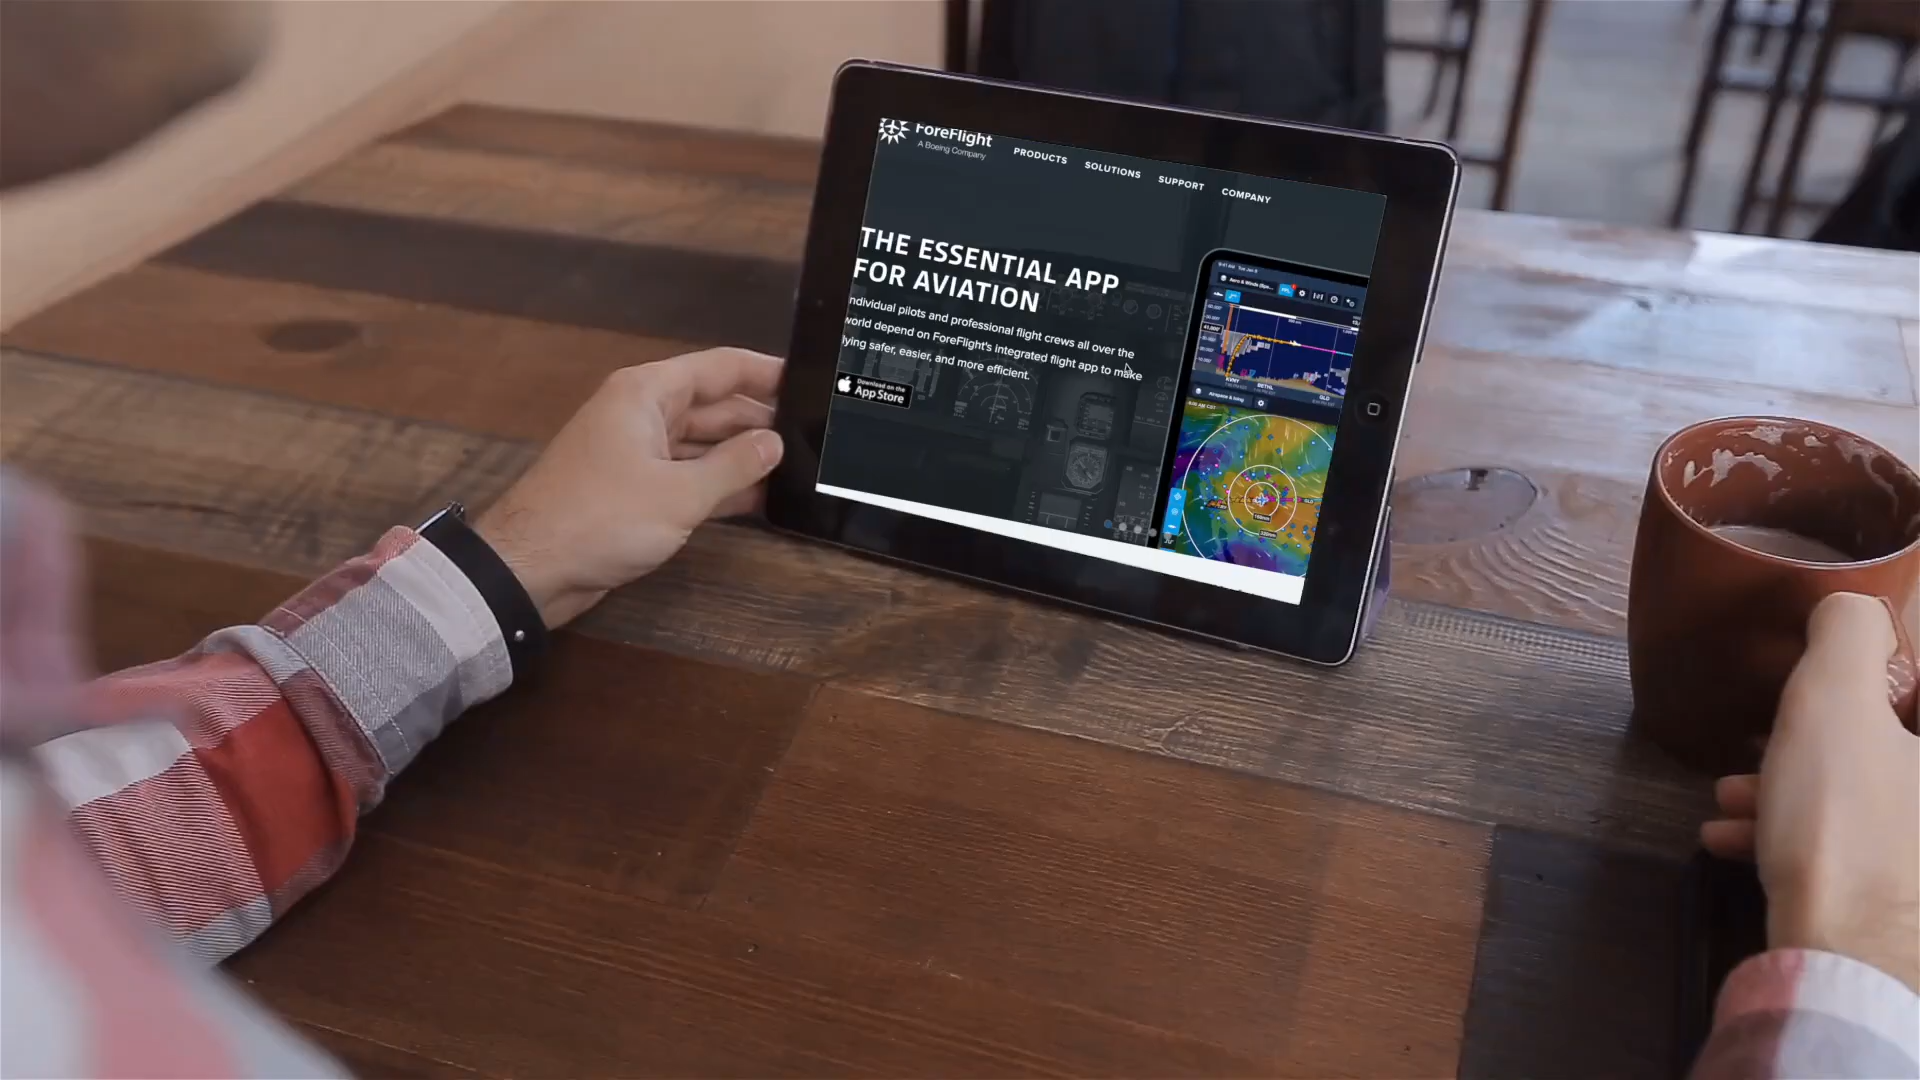 ForeFlight
A Boeing Company
PRODUCTS SOLUTIONS SUPPORT COMPANY
THE ESSENTIAL APP
FOR AVIATION
ndividual pilots and professional flight crews all over the
world depend on ForeFlight's integrated flight app to make
lying safer, easier, and more efficient.
Download on the
App Store